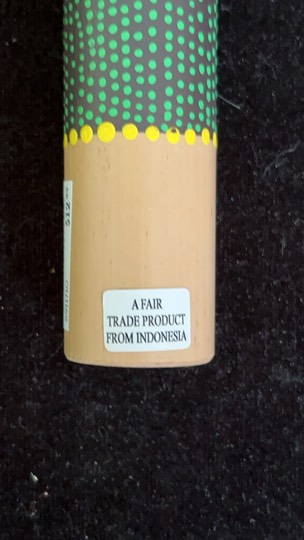 A FAIR
TRADE PRODUCT
FROM INDONESIA